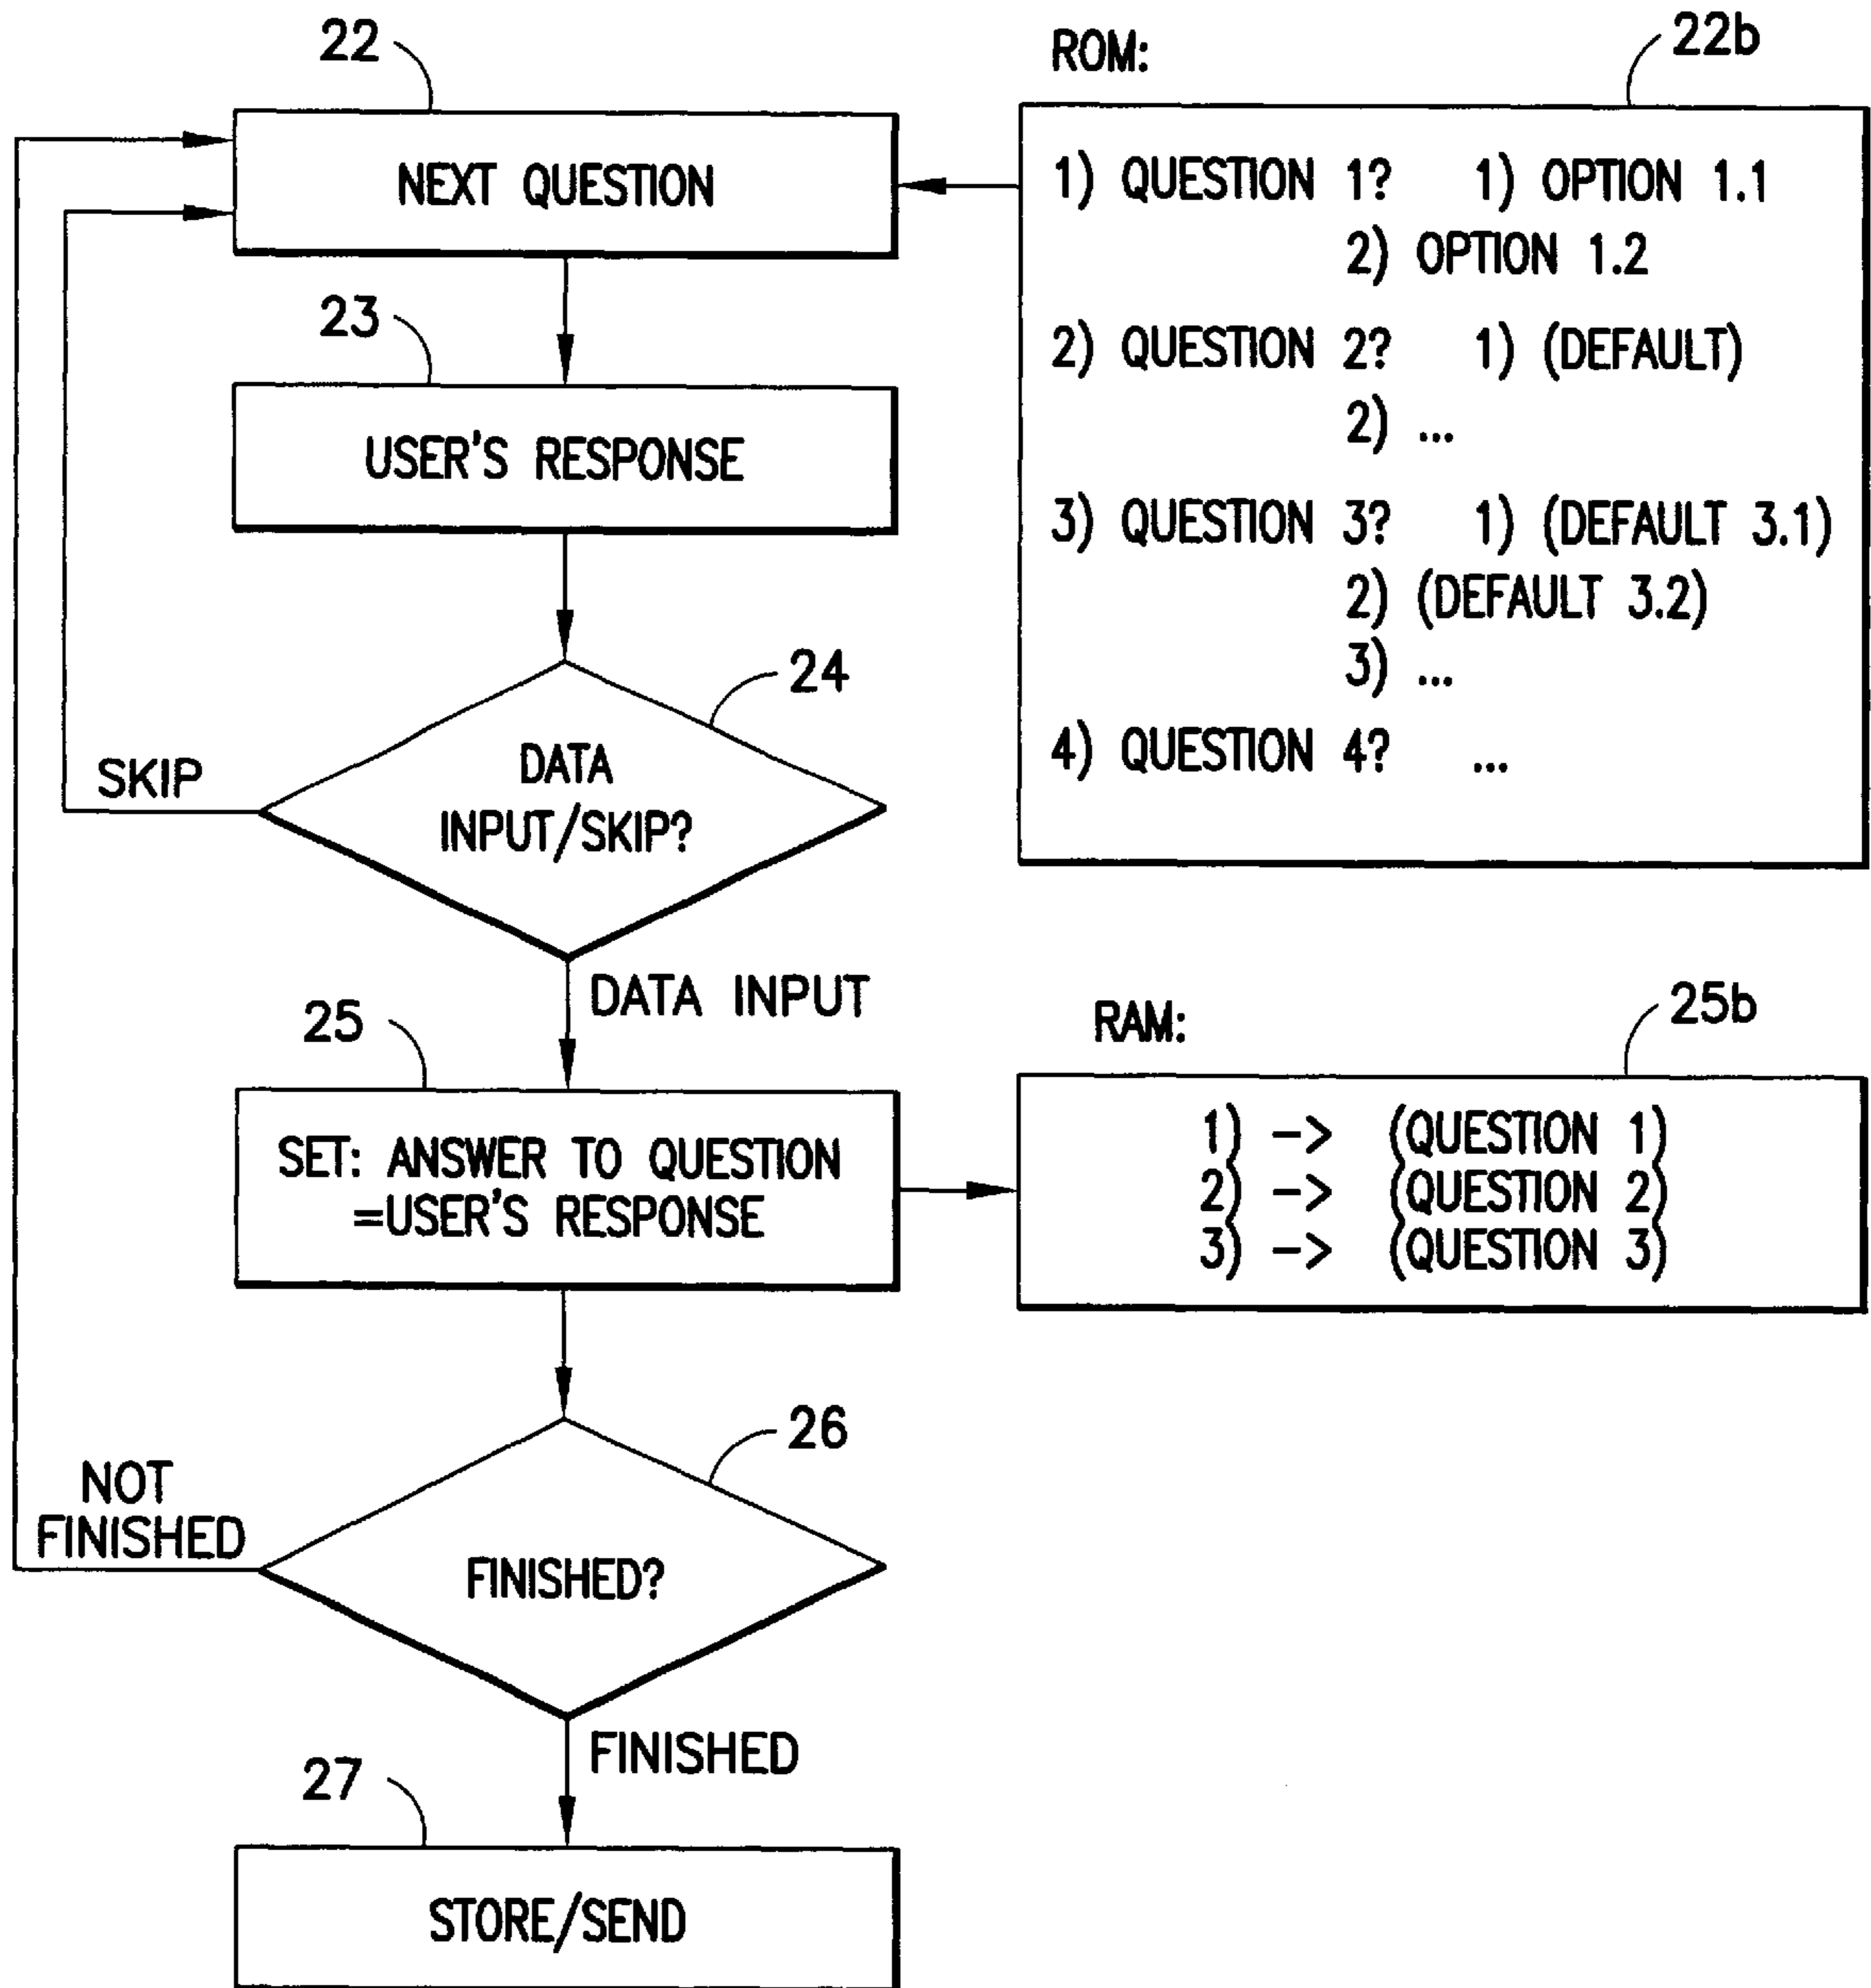 22
NEXT QUESTION
ROM:
22b
1) QUESTION 1? 1) OPTION 1.1
2) OPTION 1.2
2) QUESTION 2? 1) (DEFAULT)
2) ...
3) QUESTION 3? 1) (DEFAULT 3.1)
2) (DEFAULT 3.2)
3) ...
4) QUESTION 4? ...
23
USER'S RESPONSE
24
DATA
INPUT/SKIP?
SKIP
DATA INPUT
25
SET: ANSWER TO QUESTION
=USER'S RESPONSE
RAM:
25b
1) -> (QUESTION 1)
2) -> (QUESTION 2)
3) -> (QUESTION 3)
26
FINISHED?
NOT
FINISHED
FINISHED
27
STORE/SEND